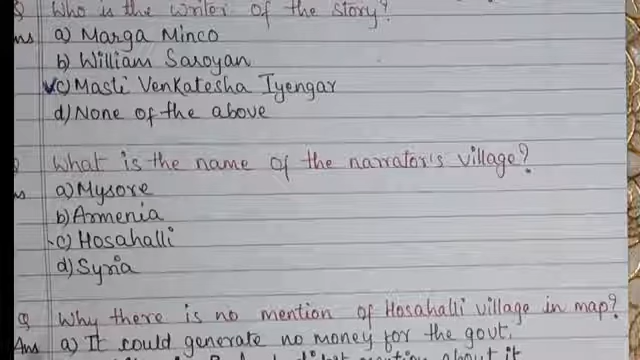 Q Who is the writer of the story?
Ans a) Marga Minco
b) William Saroyan
c) Masti Venkatesha Iyengar
d) None of the above
What is the name of the narrator's village?
a) Mysore
b) Armenia
c) Hosahalli
d) Syria
Q Why there is no mention of Hosahalli village in map?
Ans a) It could generate no money for the govt.